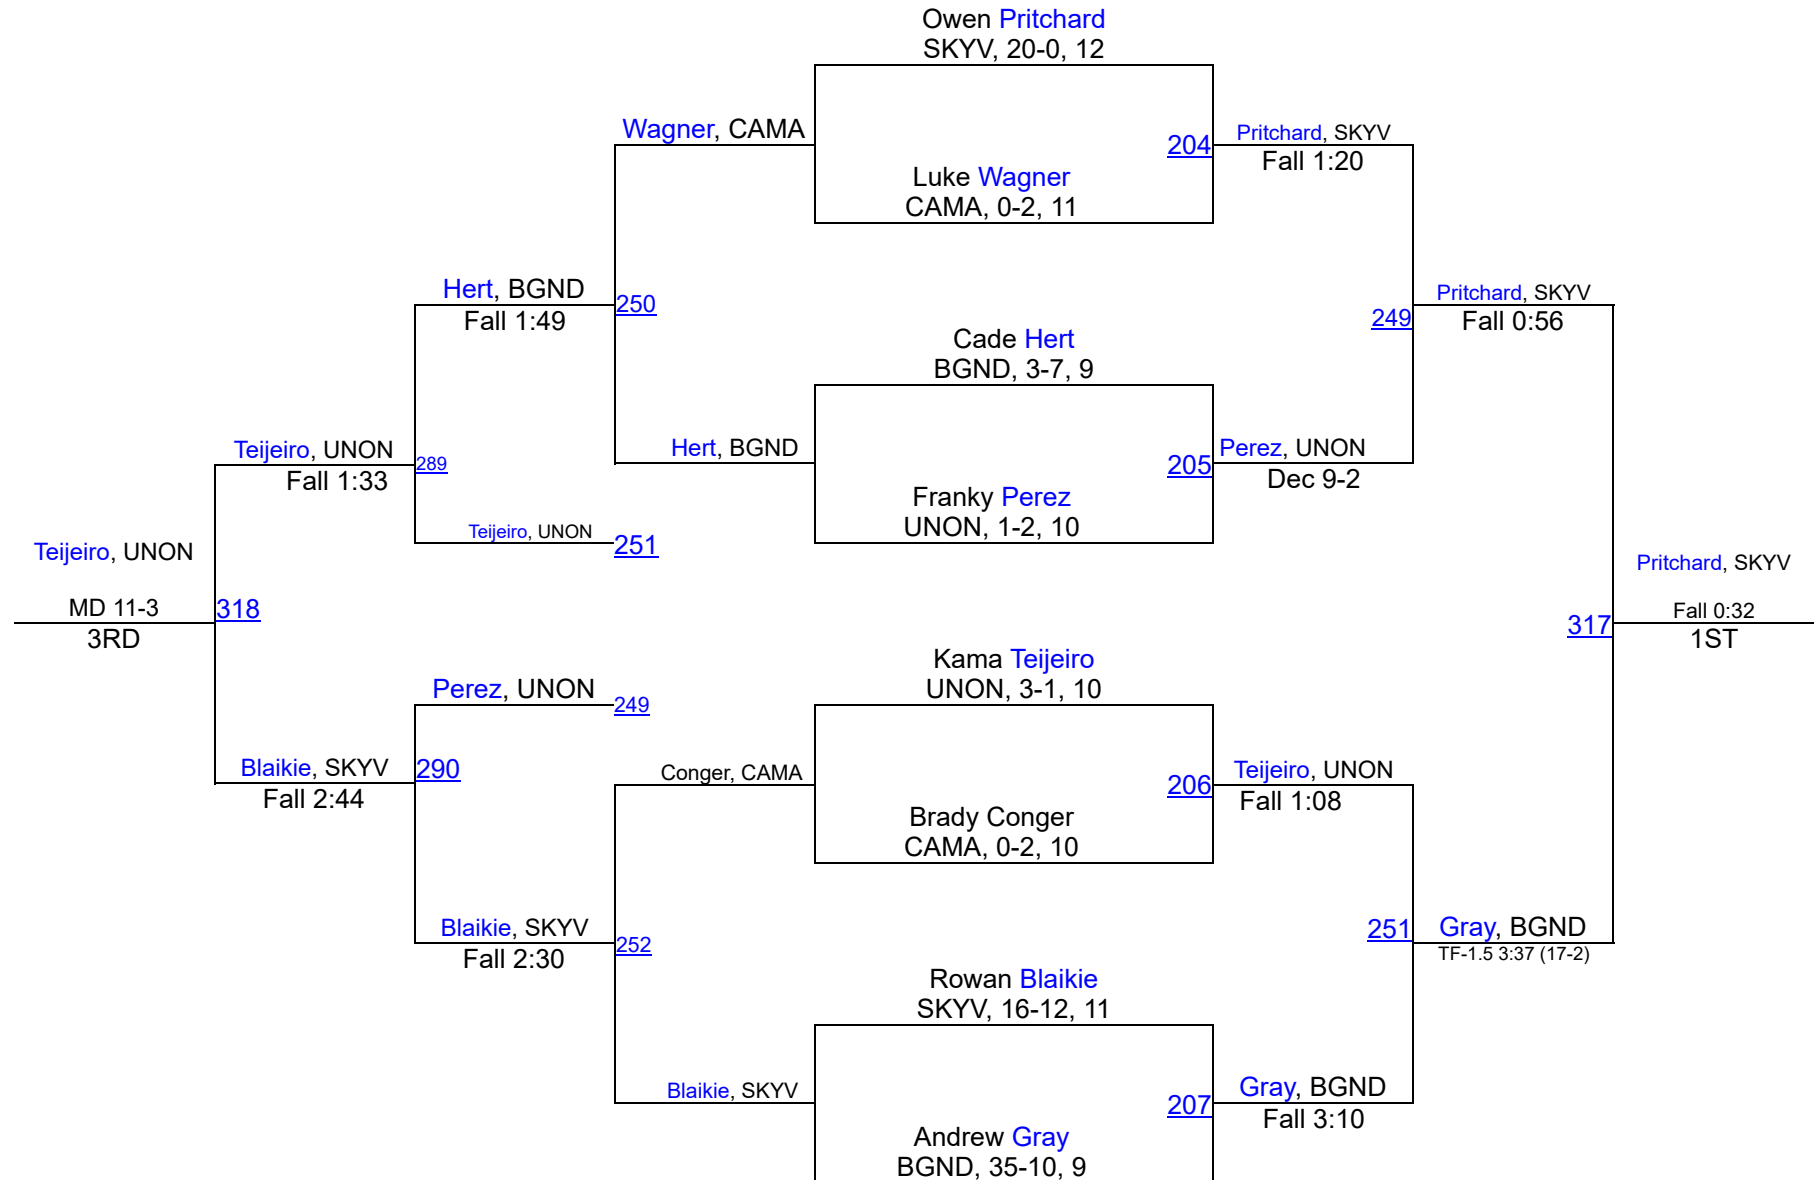 Owen Pritchard
SKYV, 20-0, 12
Wagner, CAMA
204
Pritchard, SKYV
Fall 1:20
Luke Wagner
CAMA, 0-2, 11
Hert, BGND
Fall 1:49
250
249
Pritchard, SKYV
Fall 0:56
Cade Hert
BGND, 3-7, 9
Teijeiro, UNON
Fall 1:33
289
Hert, BGND
205
Perez, UNON
Dec 9-2
Franky Perez
UNON, 1-2, 10
Teijeiro, UNON
251
Teijeiro, UNON
MD 11-3
3RD
318
317
Pritchard, SKYV
Fall 0:32
1ST
Kama Teijeiro
UNON, 3-1, 10
Perez, UNON
249
Blaikie, SKYV
Fall 2:44
290
Conger, CAMA
206
Teijeiro, UNON
Fall 1:08
Brady Conger
CAMA, 0-2, 10
Blaikie, SKYV
Fall 2:30
252
251
Gray, BGND
TF-1.5 3:37 (17-2)
Rowan Blaikie
SKYV, 16-12, 11
Blaikie, SKYV
207
Gray, BGND
Fall 3:10
Andrew Gray
BGND, 35-10, 9